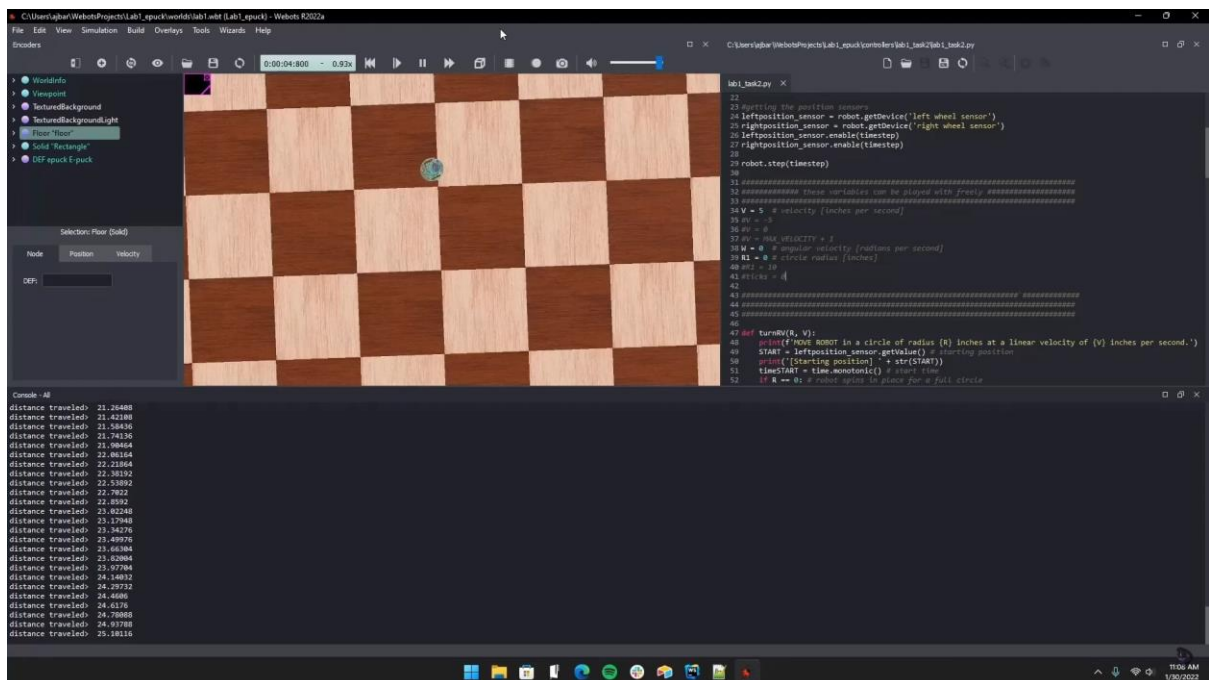 C:\Users\ajbar\WebotsProjects\Lab1_epuck\worlds\lab1.wbt (Lab1_epuck) - Webots R2022a
File Edit View Simulation Build Overlays Tools Wizards Help
Encoders
0:00:04:800 - 0.93x
WorldInfo
Viewpoint
TexturedBackground
TexturedBackgroundLight
Floor "floor"
Solid "Rectangle"
DEF epuck E-puck
Selection: Floor (Solid)
Node Position Velocity
DEF:
C:\Users\ajbar\WebotsProjects\Lab1_epuck\controllers\lab1_task2\lab1_task2.py
lab1_task2.py
22
23 #getting the position sensors
24 leftposition_sensor = robot.getDevice('left wheel sensor')
25 rightposition_sensor = robot.getDevice('right wheel sensor')
26 leftposition_sensor.enable(timestep)
27 rightposition_sensor.enable(timestep)
28
29 robot.step(timestep)
30
31 ############################################################################
32 ############# these variables can be played with freely ####################
33 ############################################################################
34 V = 5 # velocity [inches per second]
35 #V = -5
36 #V = 0
37 #V = MAX_VELOCITY + 1
38 W = 0 # angular velocity [radians per second]
39 R1 = 0 # circle radius [inches]
40 #R1 = 10
41 #ticks = 0
42
43 ############################################################### #############
44 ############################################################################
45 ############################################################################
46
47 def turnRV(R, V):
48 print(f'MOVE ROBOT in a circle of radius {R} inches at a linear velocity of {V} inches per second.')
49 START = leftposition_sensor.getValue() # starting position
50 print('[Starting position] ' + str(START))
51 timeSTART = time.monotonic() # start time
52 if R == 0: # robot spins in place for a full circle
Console - All
distance traveled> 21.26408
distance traveled> 21.42108
distance traveled> 21.58436
distance traveled> 21.74136
distance traveled> 21.90464
distance traveled> 22.06164
distance traveled> 22.21864
distance traveled> 22.38192
distance traveled> 22.53892
distance traveled> 22.7022
distance traveled> 22.8592
distance traveled> 23.02248
distance traveled> 23.17948
distance traveled> 23.34276
distance traveled> 23.49976
distance traveled> 23.66304
distance traveled> 23.82004
distance traveled> 23.97704
distance traveled> 24.14032
distance traveled> 24.29732
distance traveled> 24.4606
distance traveled> 24.6176
distance traveled> 24.78088
distance traveled> 24.93788
distance traveled> 25.10116
11:06 AM
1/30/2022